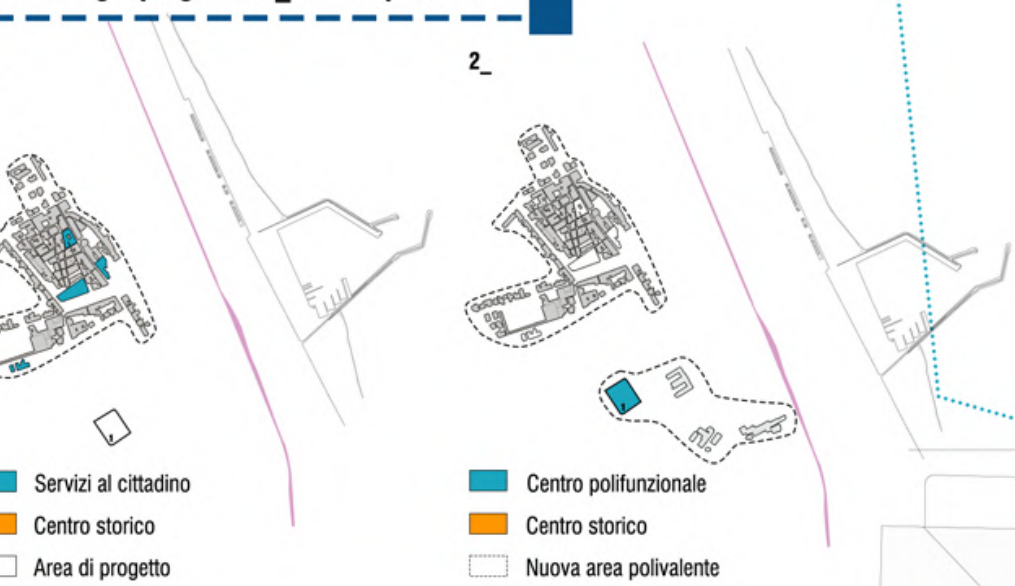 2_
Servizi al cittadino
Centro storico
Area di progetto
Centro polifunzionale
Centro storico
Nuova area polivalente